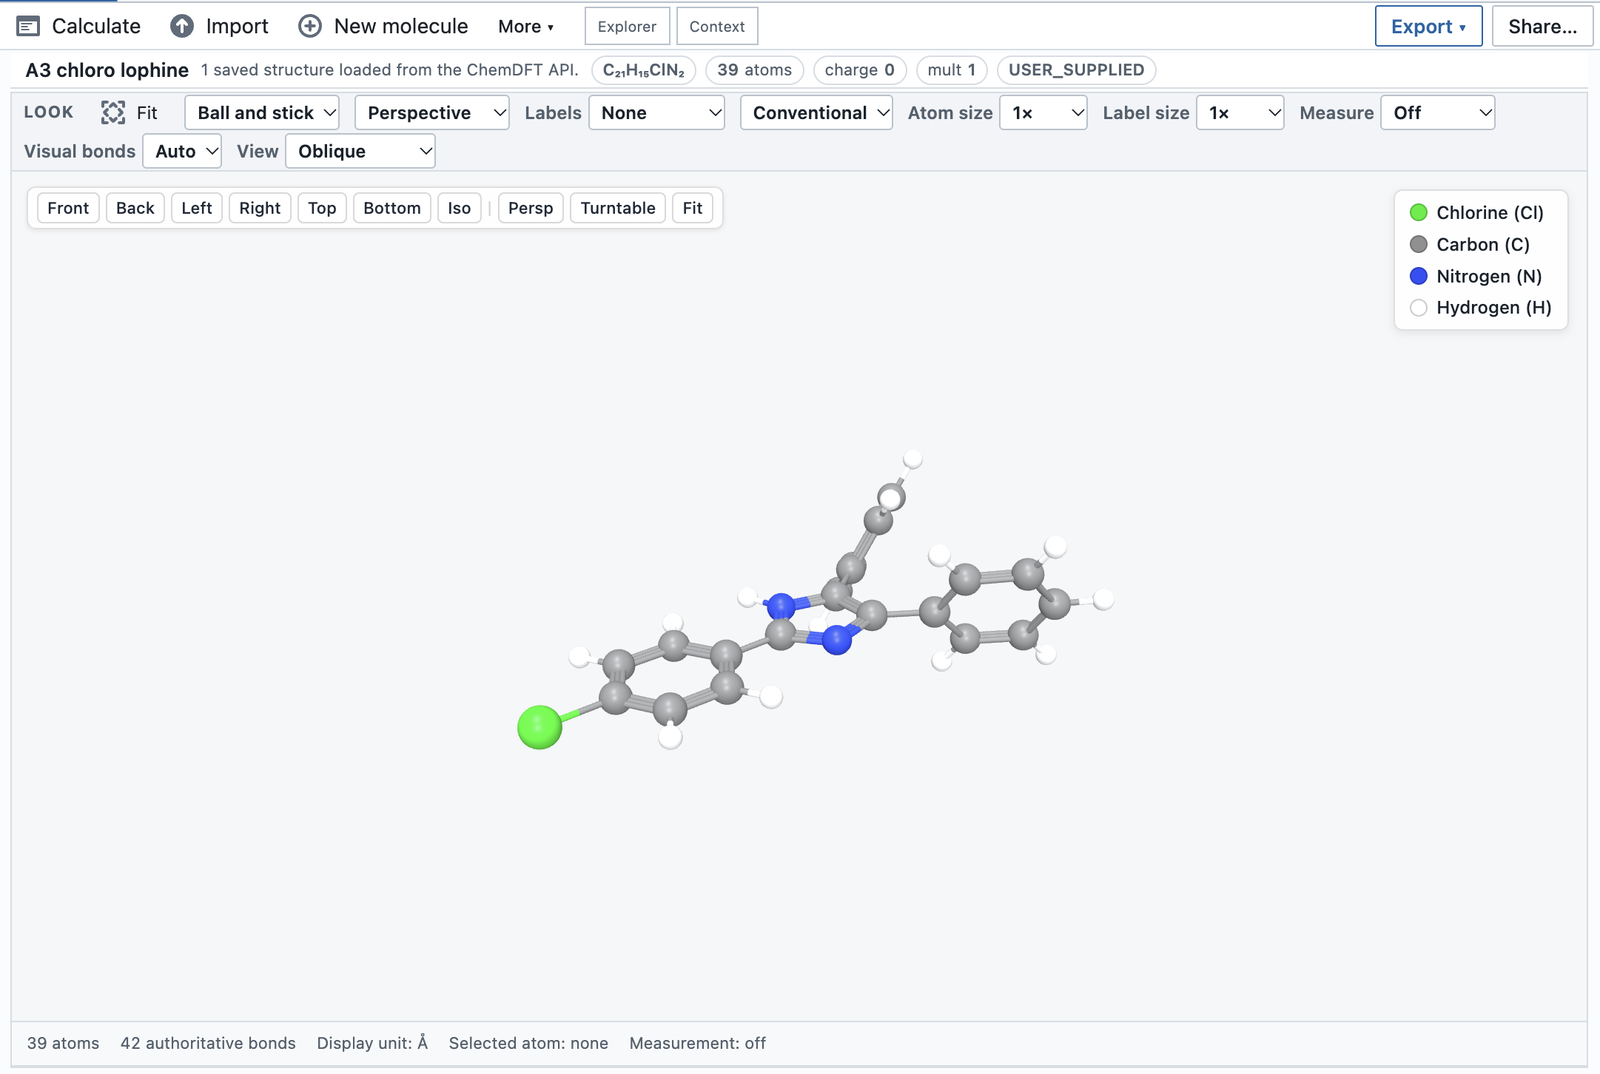 Calculate Import New molecule More ▾ Explorer Context Export ▾ Share...
A3 chloro lophine 1 saved structure loaded from the ChemDFT API. C₂₁H₁₅ClN₂ 39 atoms charge 0 mult 1 USER_SUPPLIED
LOOK Fit Ball and stick Perspective Labels None Conventional Atom size 1× Label size 1× Measure Off
Visual bonds Auto View Oblique
Front Back Left Right Top Bottom Iso | Persp Turntable Fit
Chlorine (Cl)
Carbon (C)
Nitrogen (N)
Hydrogen (H)
39 atoms 42 authoritative bonds Display unit: Å Selected atom: none Measurement: off